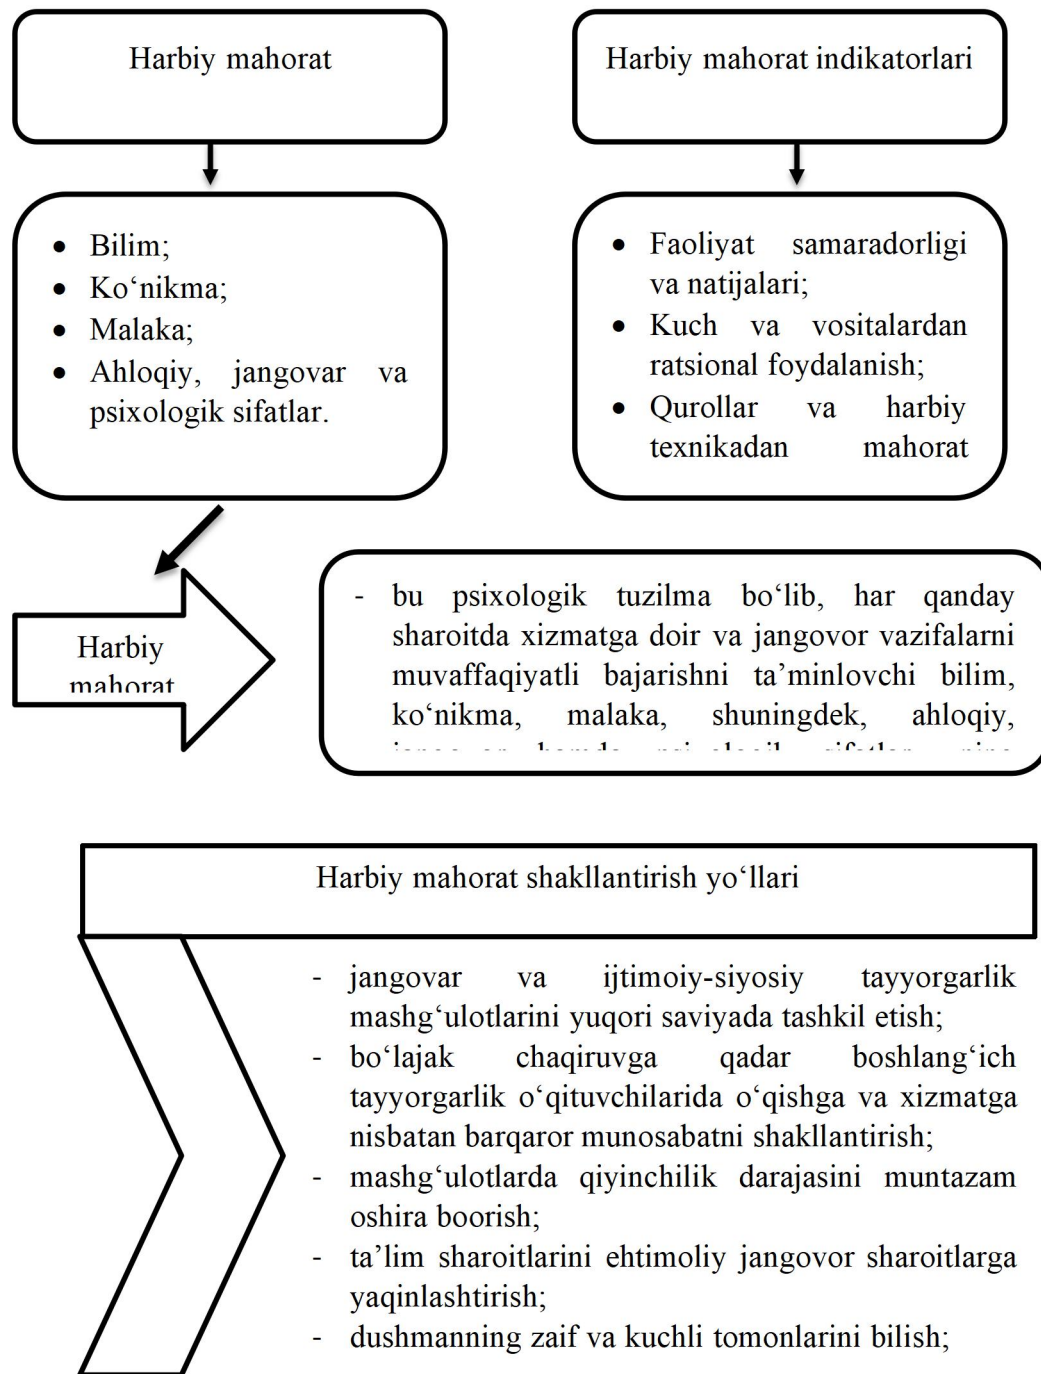 Harbiy mahorat
Harbiy mahorat indikatorlari
• Bilim;
• Ko‘nikma;
• Malaka;
• Ahloqiy, jangovar va
psixologik sifatlar.
• Faoliyat samaradorligi
va natijalari;
• Kuch va vositalardan
ratsional foydalanish;
• Qurollar va harbiy
texnikadan mahorat
Harbiy
mahorat
- bu psixologik tuzilma bo‘lib, har qanday
sharoitda xizmatga doir va jangovor vazifalarni
muvaffaqiyatli bajarishni ta’minlovchi bilim,
ko‘nikma, malaka, shuningdek, ahloqiy,
Harbiy mahorat shakllantirish yo‘llari
- jangovar va ijtimoiy-siyosiy tayyorgarlik
mashg‘ulotlarini yuqori saviyada tashkil etish;
- bo‘lajak chaqiruvga qadar boshlang‘ich
tayyorgarlik o‘qituvchilarida o‘qishga va xizmatga
nisbatan barqaror munosabatni shakllantirish;
- mashg‘ulotlarda qiyinchilik darajasini muntazam
oshira boorish;
- ta’lim sharoitlarini ehtimoliy jangovor sharoitlarga
yaqinlashtirish;
- dushmanning zaif va kuchli tomonlarini bilish;